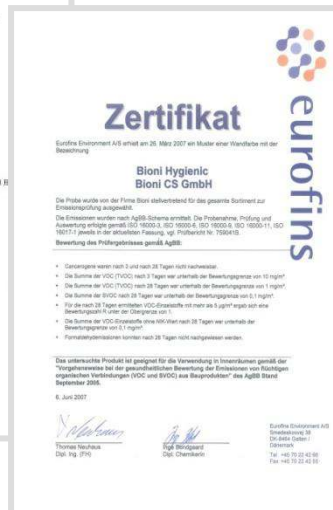 eurofins
Zertifikat
Eurofins Environment A/S erhielt am 26. März 2007 ein Muster einer Wandfarbe mit der
Bezeichnung
Bioni Hygienic
Bioni CS GmbH
Die Probe wurde von der Firma Bioni stellvertretend für das gesamte Sortiment zur
Emissionsprüfung ausgewählt.
Die Emissionen wurden nach AgBB-Schema ermittelt. Die Probenahme, Prüfung und
Auswertung erfolgte gemäß ISO 16000-3, ISO 16000-6, ISO 16000-9, ISO 16000-11, ISO
16017-1 jeweils in der aktuellsten Fassung, vgl. Prüfbericht Nr.
Bewertung des Prüfergebnisses gemäß AgBB:
• Cancerogene waren nach 3 und nach 28 Tagen nicht nachweisbar.
• Die Summe der VOC (TVOC) nach 3 Tagen war unterhalb der Bewertungsgrenze von 10 mg/m³.
• Die Summe der VOC (TVOC) nach 28 Tagen war unterhalb der Bewertungsgrenze von 1 mg/m³.
• Die Summe der SVOC nach 28 Tagen war unterhalb der Bewertungsgrenze von 0,1 mg/m³.
• Für die nach 28 Tagen ermittelten VOC-Einzelstoffe mit mehr als 5 µg/m³ ergab sich eine
Bewertungszahl R unter der Obergrenze von 1.
• Die Summe der VOC-Einzelstoffe ohne NIK-Wert nach 28 Tagen war unterhalb der
Bewertungsgrenze von 0,1 mg/m³.
• Formaldehydemissionen konnten nach 28 Tagen nicht nachgewiesen werden.
Das untersuchte Produkt ist geeignet für die Verwendung in Innenräumen gemäß der
"Vorgehensweise bei der gesundheitlichen Bewertung der Emissionen von flüchtigen
organischen Verbindungen (VOC und SVOC) aus Bauprodukten" des AgBB Stand
September 2005.
6. Juni 2007
Thomas Neuhaus
Dipl. Ing. (FH)
Dipl. Chemikerin
Eurofins Environment A/S
Smedeskovvej 38
DK-8464 Galten /
Dänemark